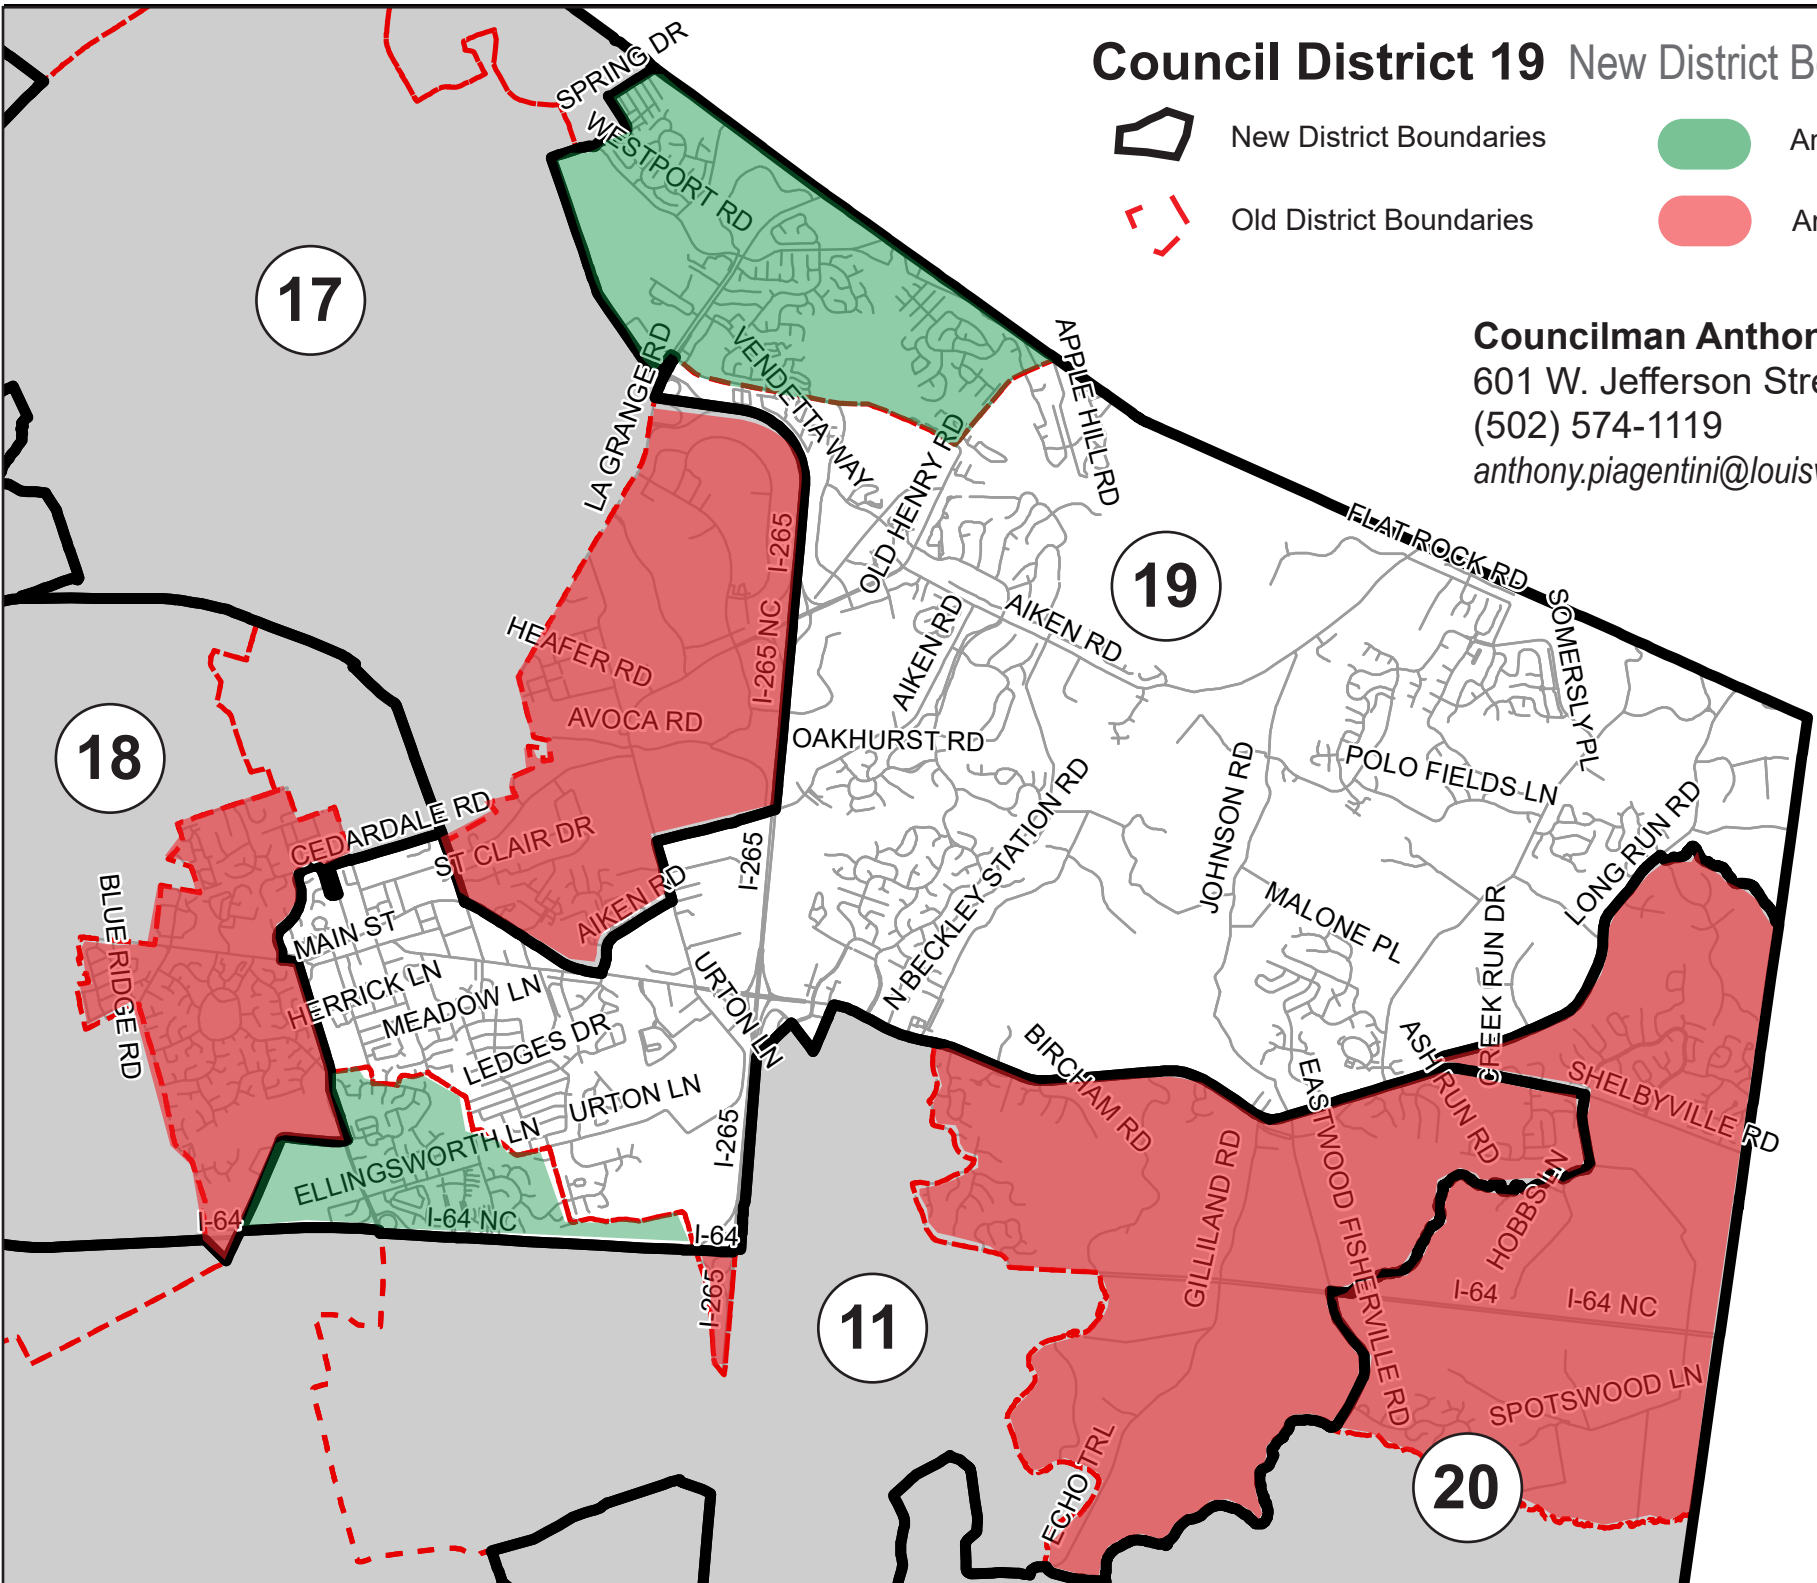 Council District 19 New District B
New District Boundaries
Old District Boundaries
Councilman Anthon
601 W. Jefferson Stre
(502) 574-1119
anthony.piagentini@louisv
SPRING DR
WESTPORT RD
17
LA GRANGE RD
VENDETTA WAY
APPLE HILL RD
OLD HENRY RD
I-265
I-265 NC
FLAT ROCK RD
19
AIKEN RD
AIKEN RD
SOMERSLY PL
HEAFER RD
AVOCA RD
OAKHURST RD
18
POLO FIELDS LN
JOHNSON RD
LONG RUN RD
CEDARDALE RD
ST CLAIR DR
I-265
AIKEN RD
N BECKLEY STATION RD
MALONE PL
CREEK RUN DR
BLUE RIDGE RD
MAIN ST
HERRICK LN
MEADOW LN
LEDGES DR
URTON LN
URTON LN
BIRCHAM RD
ASH RUN RD
SHELBYVILLE RD
EASTWOOD FISHERVILLE RD
I-265
ELLINGSWORTH LN
GILLILAND RD
HOBBS LN
I-64
I-64 NC
I-64
I-265
I-64
I-64 NC
11
SPOTSWOOD LN
ECHO TRL
20